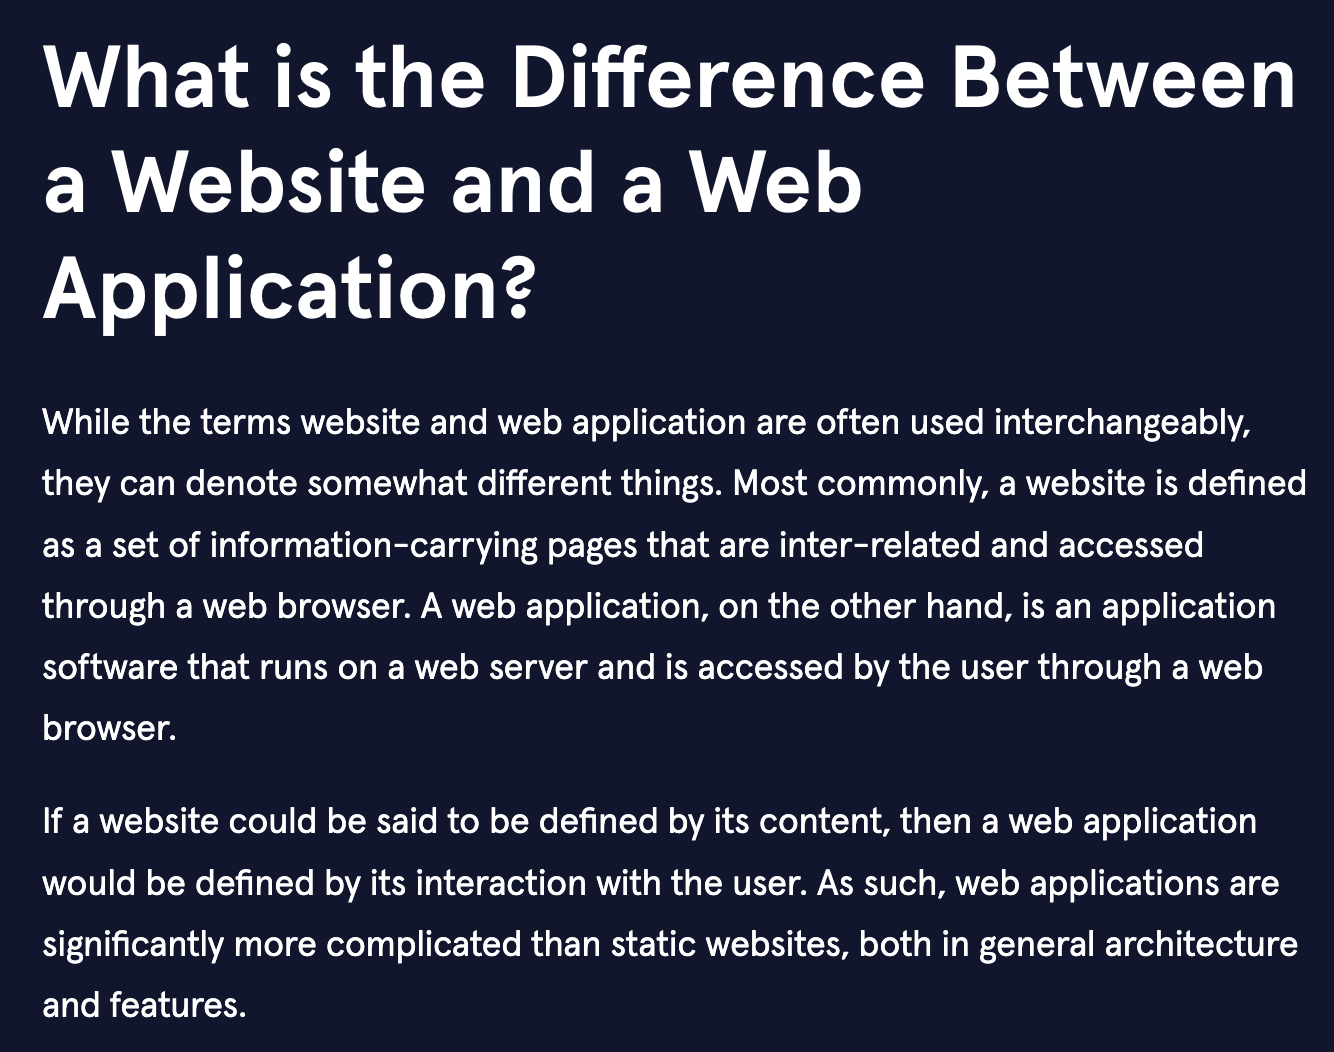 What is the Difference Between
a Website and a Web
Application?
While the terms website and web application are often used interchangeably,
they can denote somewhat different things. Most commonly, a website is defined
as a set of information-carrying pages that are inter-related and accessed
through a web browser. A web application, on the other hand, is an application
software that runs on a web server and is accessed by the user through a web
browser.
If a website could be said to be defined by its content, then a web application
would be defined by its interaction with the user. As such, web applications are
significantly more complicated than static websites, both in general architecture
and features.